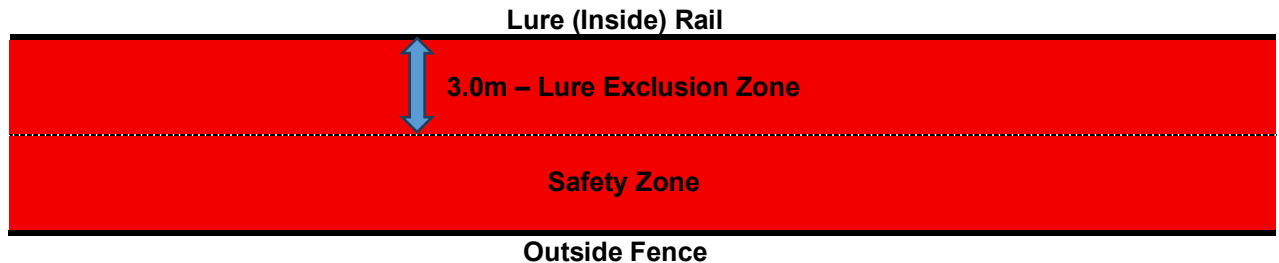 Lure (Inside) Rail
3.0m – Lure Exclusion Zone
Safety Zone
Outside Fence